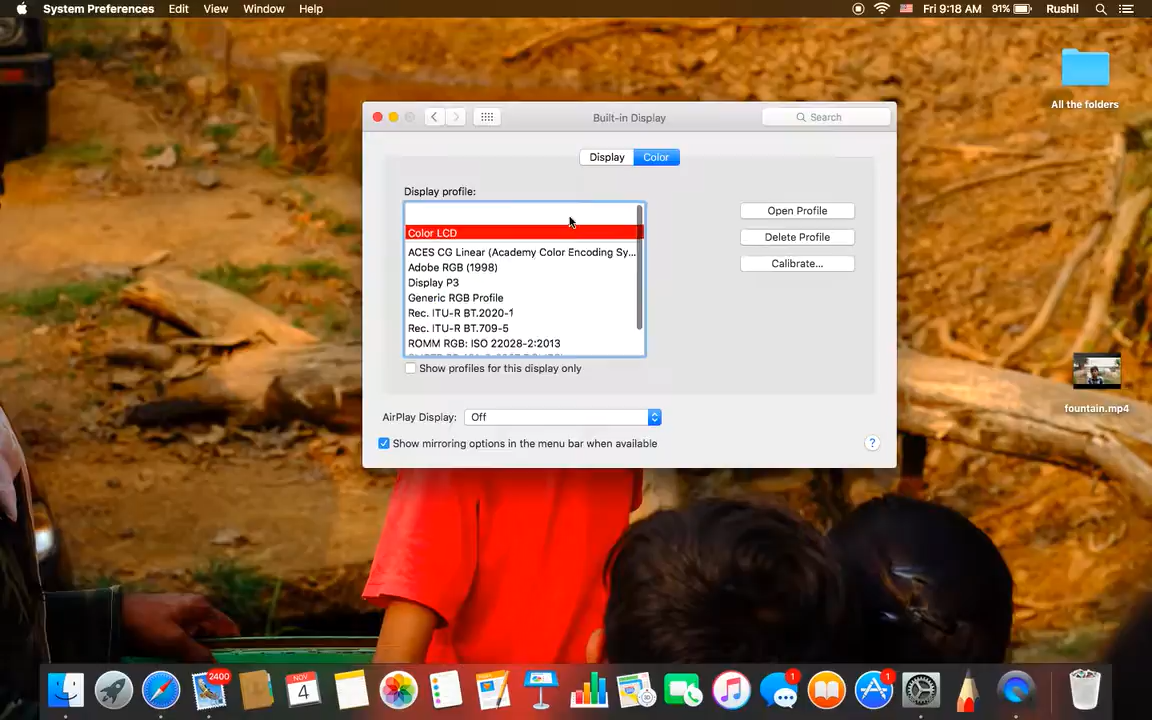 System Preferences Edit View Window Help Fri 9:18 AM 91% Rushil
All the folders
Built-in Display Search
Display Color
Display profile:
Color LCD
ACES CG Linear (Academy Color Encoding Sy...
Adobe RGB (1998)
Display P3
Generic RGB Profile
Rec. ITU-R BT.2020-1
Rec. ITU-R BT.709-5
ROMM RGB: ISO 22028-2:2013
Open Profile
Delete Profile
Calibrate...
Show profiles for this display only
AirPlay Display: Off
Show mirroring options in the menu bar when available ?
fountain.mp4
2400
NOV
4
1
1